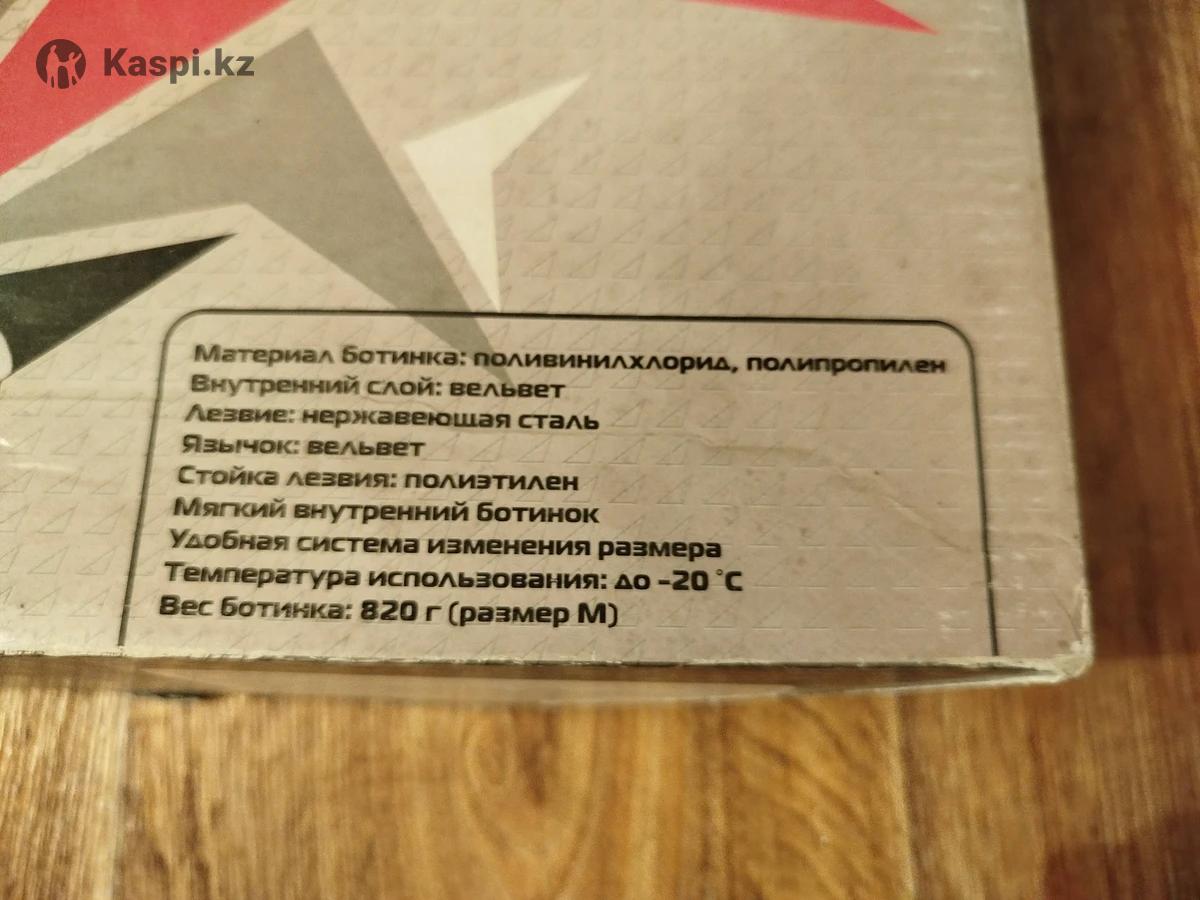 Kaspi.kz
Материал ботинка: поливинилхлорид, полипропилен
Внутренний слой: вельвет
Лезвие: нержавеющая сталь
Язычок: вельвет
Стойка лезвия: полиэтилен
Мягкий внутренний ботинок
Удобная система изменения размера
Температура использования: до -20 °C
Вес ботинка: 820 г (размер M)